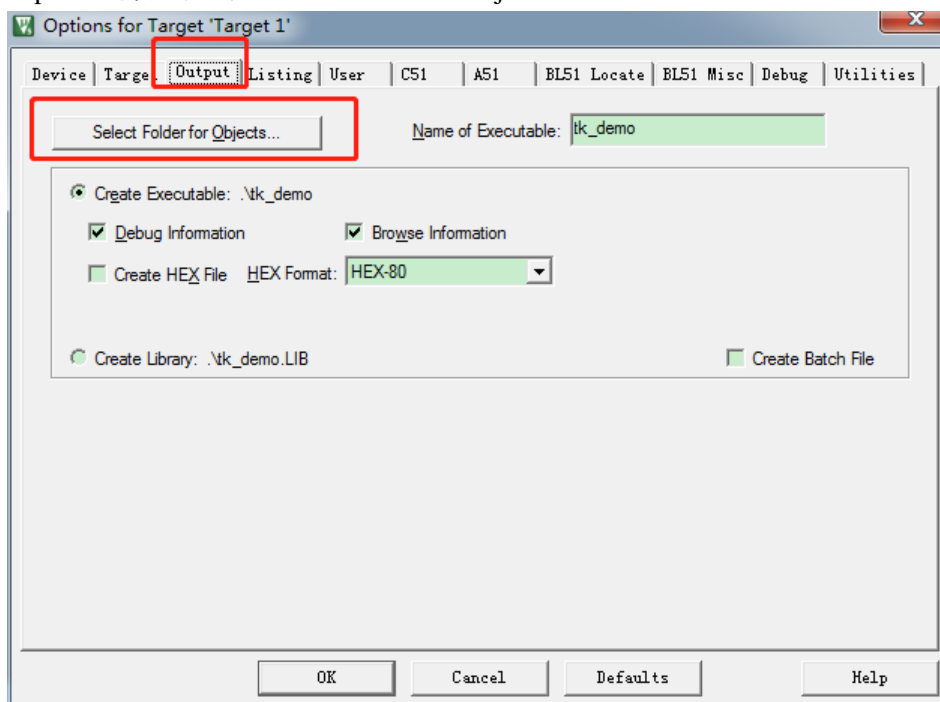 Options for Target 'Target 1'
Device Targe Output Listing User C51 A51 BL51 Locate BL51 Misc Debug Utilities
Select Folder for Objects... Name of Executable: tk_demo
Create Executable: .\tk_demo
Debug Information Browse Information
Create HEX File HEX Format: HEX-80
Create Library: .\tk_demo.LIB Create Batch File
OK Cancel Defaults Help